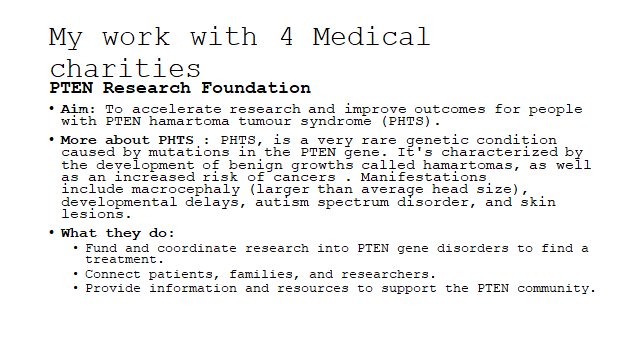 My work with 4 Medical
charities
PTEN Research Foundation
• Aim: To accelerate research and improve outcomes for people
with PTEN hamartoma tumour syndrome (PHTS).
• More about PHTS : PHTS, is a very rare genetic condition
caused by mutations in the PTEN gene. It's characterized by
the development of benign growths called hamartomas, as well
as an increased risk of cancers . Manifestations
include macrocephaly (larger than average head size),
developmental delays, autism spectrum disorder, and skin
lesions.
• What they do:
• Fund and coordinate research into PTEN gene disorders to find a
treatment.
• Connect patients, families, and researchers.
• Provide information and resources to support the PTEN community.